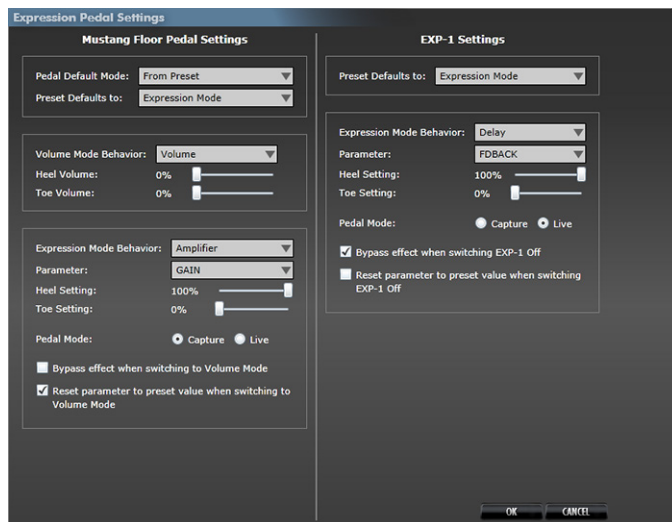 Expression Pedal Settings
Mustang Floor Pedal Settings
Pedal Default Mode: From Preset
Preset Defaults to: Expression Mode
Volume Mode Behavior: Volume
Heel Volume: 0%
Toe Volume: 0%
Expression Mode Behavior: Amplifier
Parameter: GAIN
Heel Setting: 100%
Toe Setting: 0%
Pedal Mode: Capture Live
Bypass effect when switching to Volume Mode
Reset parameter to preset value when switching to
Volume Mode
EXP-1 Settings
Preset Defaults to: Expression Mode
Expression Mode Behavior: Delay
Parameter: FDBACK
Heel Setting: 100%
Toe Setting: 0%
Pedal Mode: Capture Live
Bypass effect when switching EXP-1 Off
Reset parameter to preset value when switching
EXP-1 Off
OK CANCEL